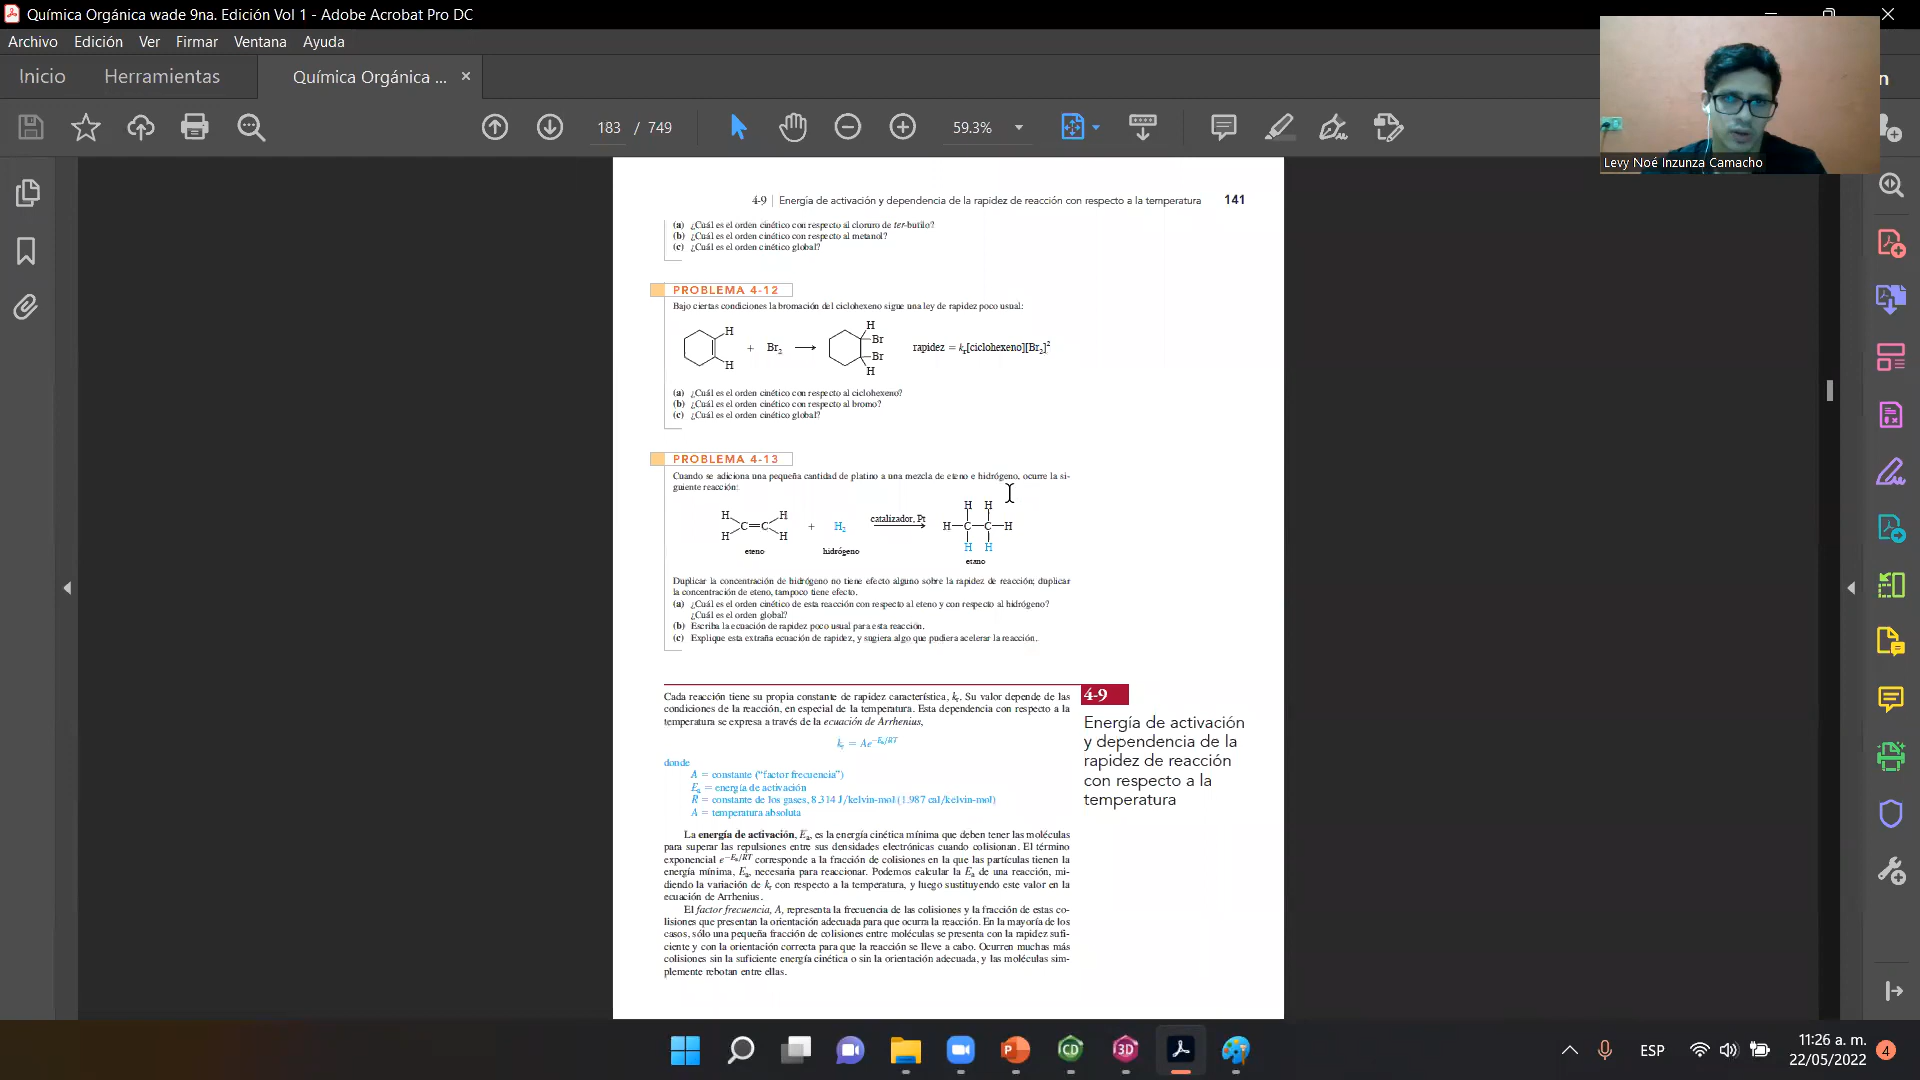 Química Orgánica wade 9na. Edición Vol 1 - Adobe Acrobat Pro DC
Archivo Edición Ver Firmar Ventana Ayuda
Inicio Herramientas Química Orgánica ... ×
183 / 749 59.3%
Levy Noé Inzunza Camacho
4-9 | Energía de activación y dependencia de la rapidez de reacción con respecto a la temperatura 141
(a) ¿Cuál es el orden cinético con respecto al cloruro de ter-butilo?
(b) ¿Cuál es el orden cinético con respecto al metanol?
(c) ¿Cuál es el orden cinético global?
PROBLEMA 4-12
Bajo ciertas condiciones la bromación del ciclohexeno sigue una ley de rapidez poco usual:
H H + Br₂ ⟶ H Br Br H rapidez = kᵣ[ciclohexeno][Br₂]²
(a) ¿Cuál es el orden cinético con respecto al ciclohexeno?
(b) ¿Cuál es el orden cinético con respecto al bromo?
(c) ¿Cuál es el orden cinético global?
PROBLEMA 4-13
Cuando se adiciona una pequeña cantidad de platino a una mezcla de eteno e hidrógeno, ocurre la si-
guiente reacción:
H H H H
H C=C H + H₂ catalizador, Pt H—C—C—H
H H H H
eteno hidrógeno etano
Duplicar la concentración de hidrógeno no tiene efecto alguno sobre la rapidez de reacción; duplicar
la concentración de eteno, tampoco tiene efecto.
(a) ¿Cuál es el orden cinético de esta reacción con respecto al eteno y con respecto al hidrógeno?
¿Cuál es el orden global?
(b) Escriba la ecuación de rapidez poco usual para esta reacción.
(c) Explique esta extraña ecuación de rapidez, y sugiera algo que pudiera acelerar la reacción.
Cada reacción tiene su propia constante de rapidez característica, kᵣ. Su valor depende de las
condiciones de la reacción, en especial de la temperatura. Esta dependencia con respecto a la
temperatura se expresa a través de la ecuación de Arrhenius,
kᵣ = Ae^−Eₐ/RT
donde
A = constante (“factor frecuencia”)
Eₐ = energía de activación
R = constante de los gases, 8.314 J/kelvin-mol (1.987 cal/kelvin-mol)
A = temperatura absoluta
La energía de activación, Eₐ, es la energía cinética mínima que deben tener las moléculas
para superar las repulsiones entre sus densidades electrónicas cuando colisionan. El término
exponencial e^−Eₐ/RT corresponde a la fracción de colisiones en la que las partículas tienen la
energía mínima, Eₐ, necesaria para reaccionar. Podemos calcular la Eₐ de una reacción, mi-
diendo la variación de kᵣ con respecto a la temperatura, y luego sustituyendo este valor en la
ecuación de Arrhenius.
El factor frecuencia, A, representa la frecuencia de las colisiones y la fracción de estas co-
lisiones que presentan la orientación adecuada para que ocurra la reacción. En la mayoría de los
casos, sólo una pequeña fracción de colisiones entre moléculas se presenta con la rapidez sufi-
ciente y con la orientación correcta para que la reacción se lleve a cabo. Ocurren muchas más
colisiones sin la suficiente energía cinética o sin la orientación adecuada, y las moléculas sim-
plemente rebotan entre ellas.
4-9
Energía de activación
y dependencia de la
rapidez de reacción
con respecto a la
temperatura
ESP
11:26 a. m.
22/05/2022
4